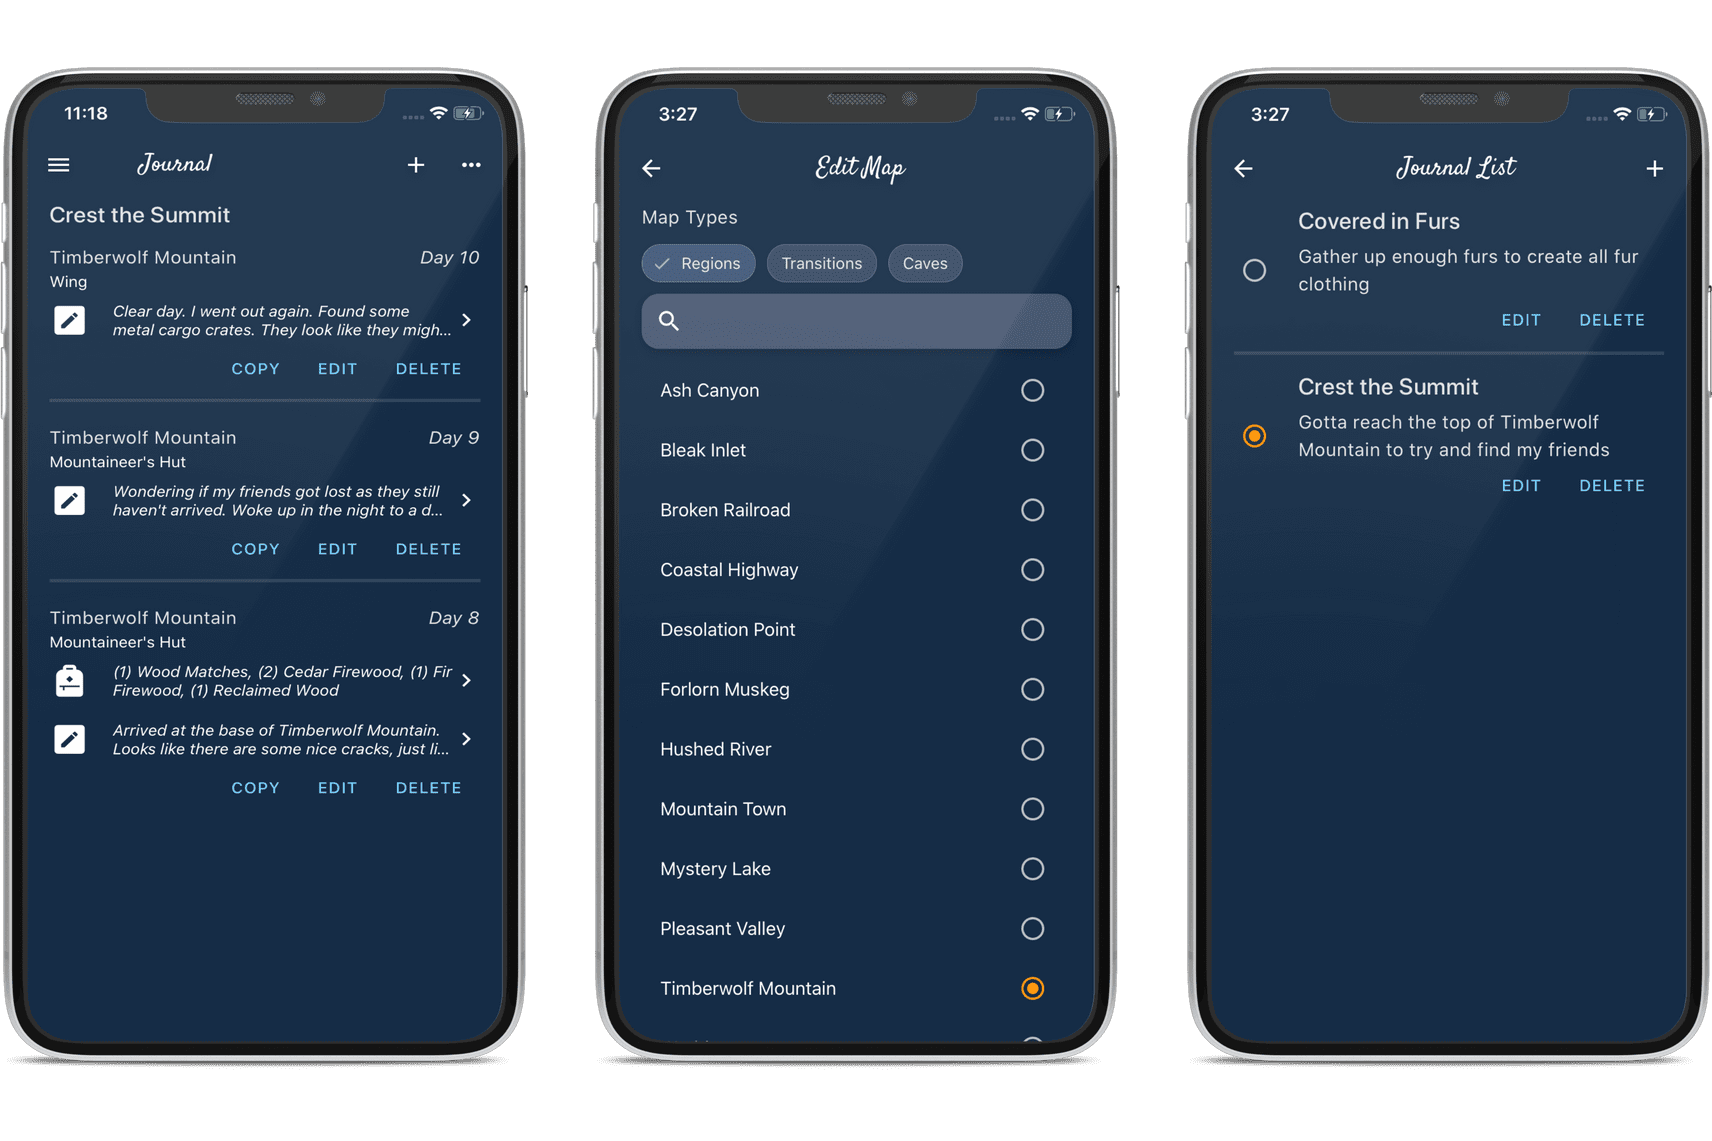 11:18
Journal
Crest the Summit
Timberwolf Mountain Day 10
Wing
Clear day. I went out again. Found some
metal cargo crates. They look like they migh...
COPY EDIT DELETE
Timberwolf Mountain Day 9
Mountaineer's Hut
Wondering if my friends got lost as they still
haven't arrived. Woke up in the night to a d...
COPY EDIT DELETE
Timberwolf Mountain Day 8
Mountaineer's Hut
(1) Wood Matches, (2) Cedar Firewood, (1) Fir
Firewood, (1) Reclaimed Wood
Arrived at the base of Timberwolf Mountain.
Looks like there are some nice cracks, just li...
COPY EDIT DELETE
3:27
Edit Map
Map Types
Regions Transitions Caves
Ash Canyon
Bleak Inlet
Broken Railroad
Coastal Highway
Desolation Point
Forlorn Muskeg
Hushed River
Mountain Town
Mystery Lake
Pleasant Valley
Timberwolf Mountain
3:27
Journal List
Covered in Furs
Gather up enough furs to create all fur
clothing
EDIT DELETE
Crest the Summit
Gotta reach the top of Timberwolf
Mountain to try and find my friends
EDIT DELETE